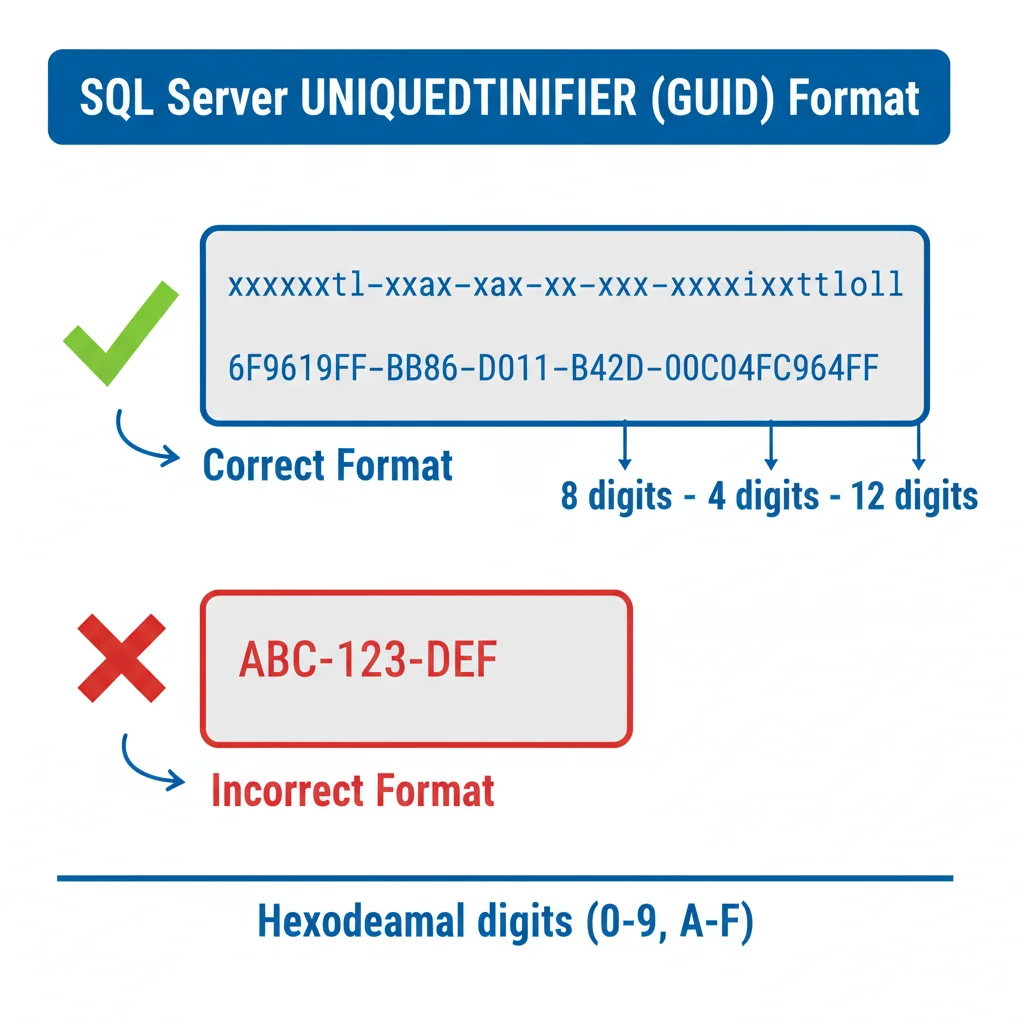 SQL Server UNIQUEDTINIFIER (GUID) Format
xxxxxxtl-xxax-xax-xx-xxx-xxxxixxttloll
6F9619FF-BB86-D011-B42D-00C04FC964FF
Correct Format
8 digits - 4 digits - 12 digits
ABC-123-DEF
Incorrect Format
Hexodeamal digits (0-9, A-F)